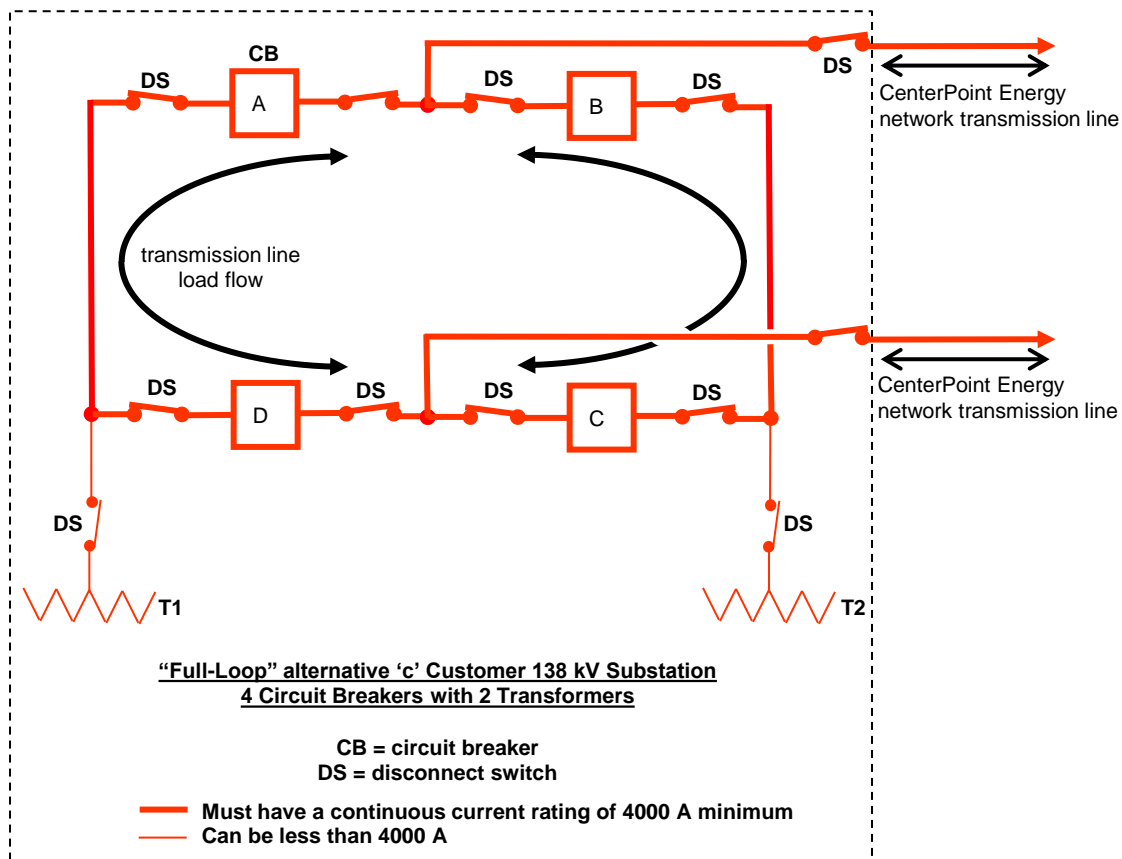 CB
DS
DS
DS
DS
A
B
CenterPoint Energy
network transmission line
transmission line
load flow
DS
DS
DS
DS
D
C
CenterPoint Energy
network transmission line
DS
DS
T1
T2
“Full-Loop” alternative ‘c’ Customer 138 kV Substation
4 Circuit Breakers with 2 Transformers
CB = circuit breaker
DS = disconnect switch
Must have a continuous current rating of 4000 A minimum
Can be less than 4000 A